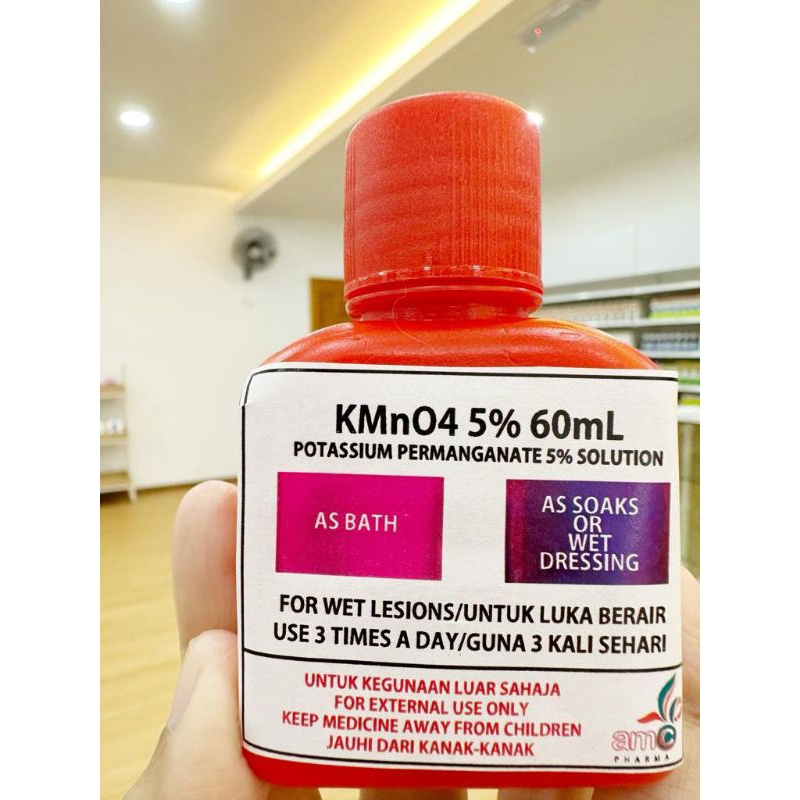 KMnO4 5% 60mL
POTASSIUM PERMANGANATE 5% SOLUTION
AS BATH
AS SOAKS
OR
WET
DRESSING
FOR WET LESIONS/UNTUK LUKA BERAIR
USE 3 TIMES A DAY/GUNA 3 KALI SEHARI
UNTUK KEGUNAAN LUAR SAHAJA
FOR EXTERNAL USE ONLY
KEEP MEDICINE AWAY FROM CHILDREN
JAUHI DARI KANAK-KANAK
amc
PHARMA